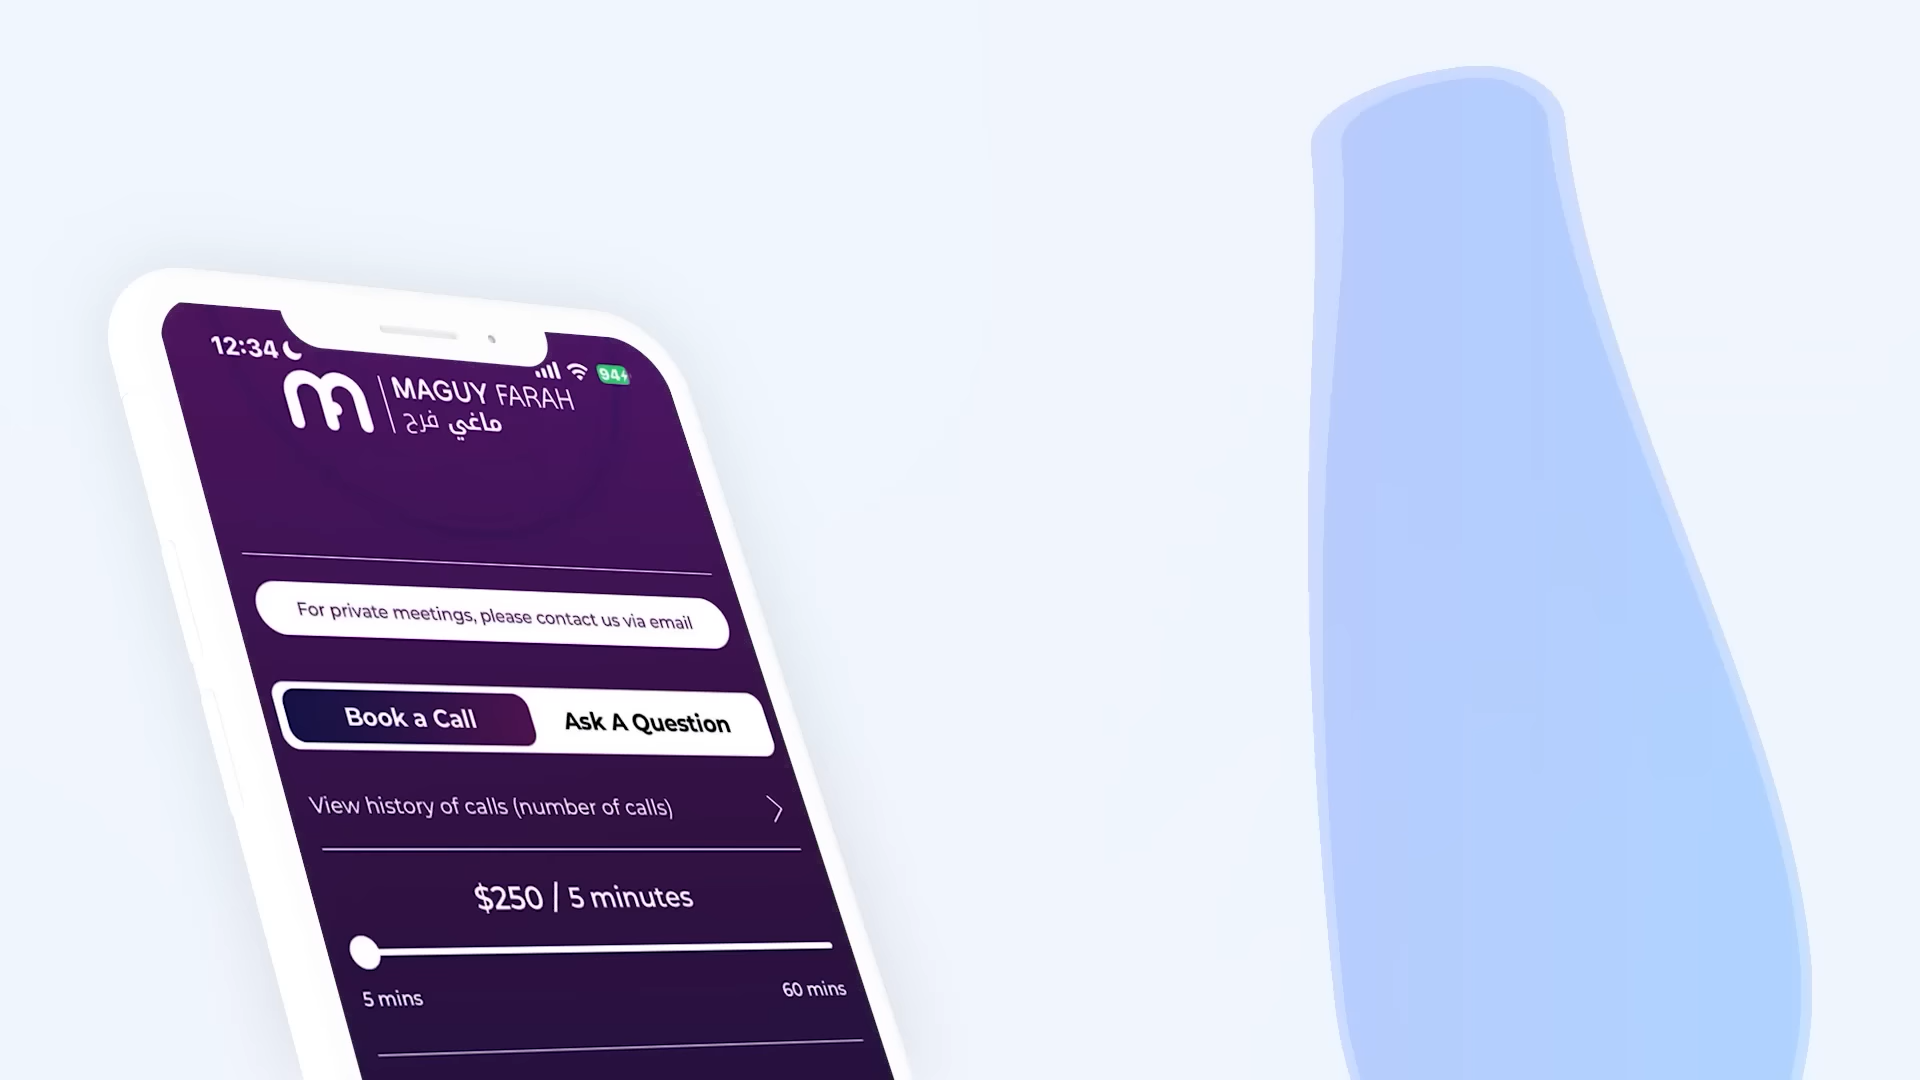 12:34
94
MAGUY FARAH
ماغي فرح
For private meetings, please contact us via email
Book a Call
Ask A Question
View history of calls (number of calls)
$250 / 5 minutes
5 mins
60 mins